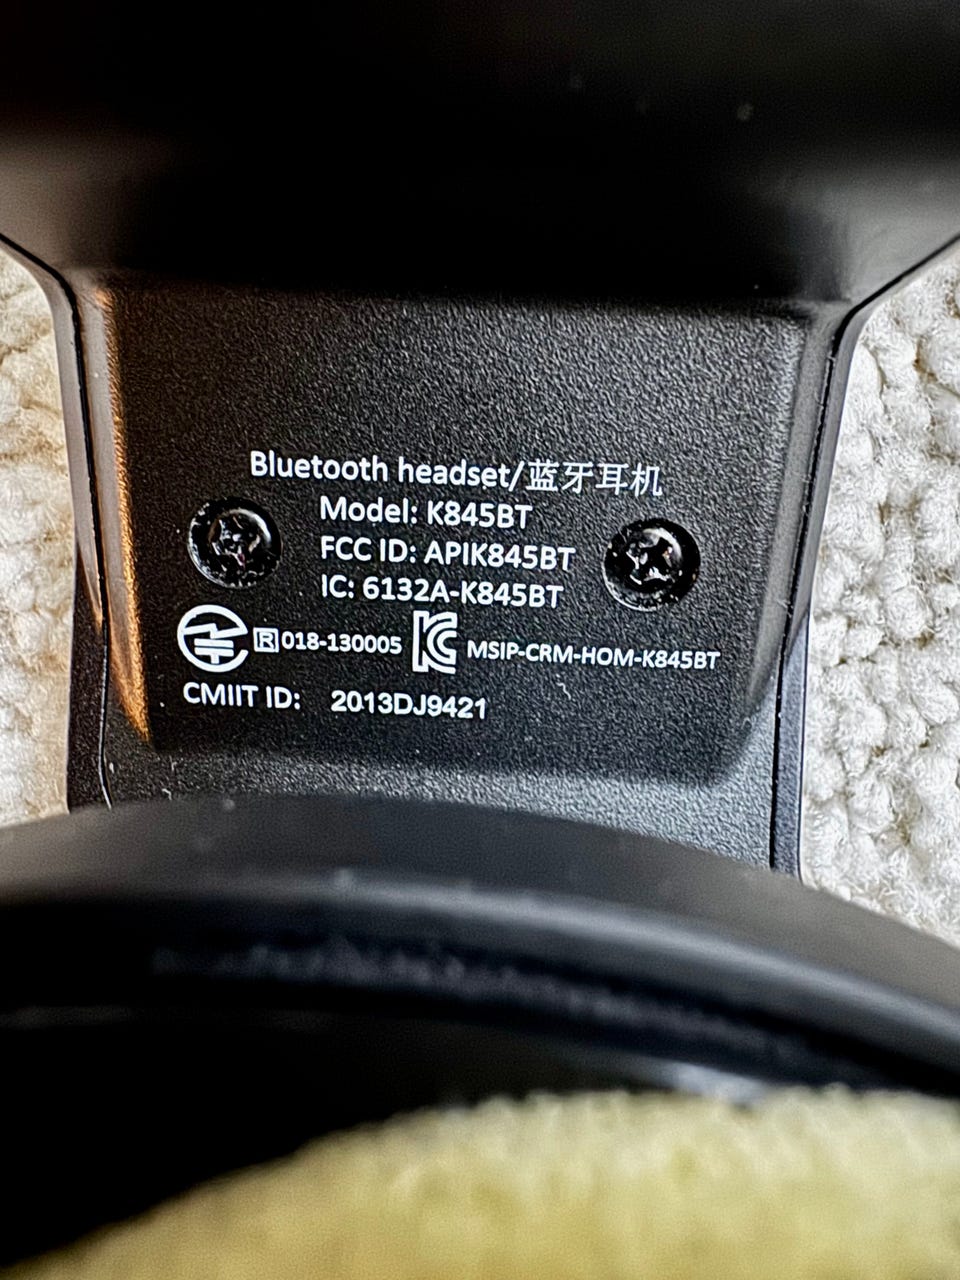 Bluetooth headset/蓝牙耳机
Model: K845BT
FCC ID: APIK845BT
IC: 6132A-K845BT
R 018-130005 KC MSIP-CRM-HOM-K845BT
CMIIT ID: 2013DJ9421